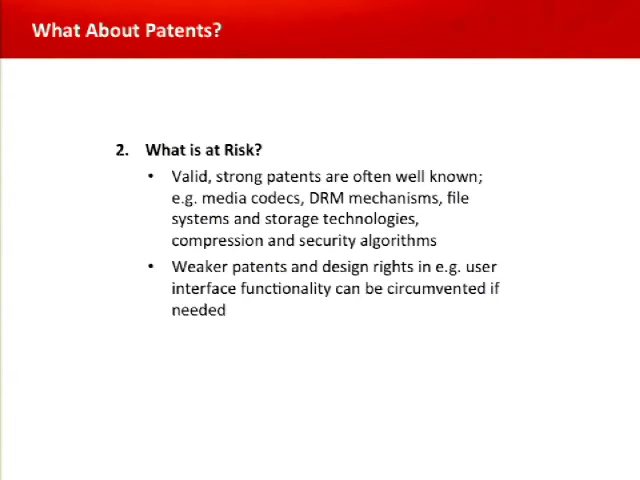 What About Patents?
2. What is at Risk?
• Valid, strong patents are often well known;
e.g. media codecs, DRM mechanisms, file
systems and storage technologies,
compression and security algorithms
• Weaker patents and design rights in e.g. user
interface functionality can be circumvented if
needed